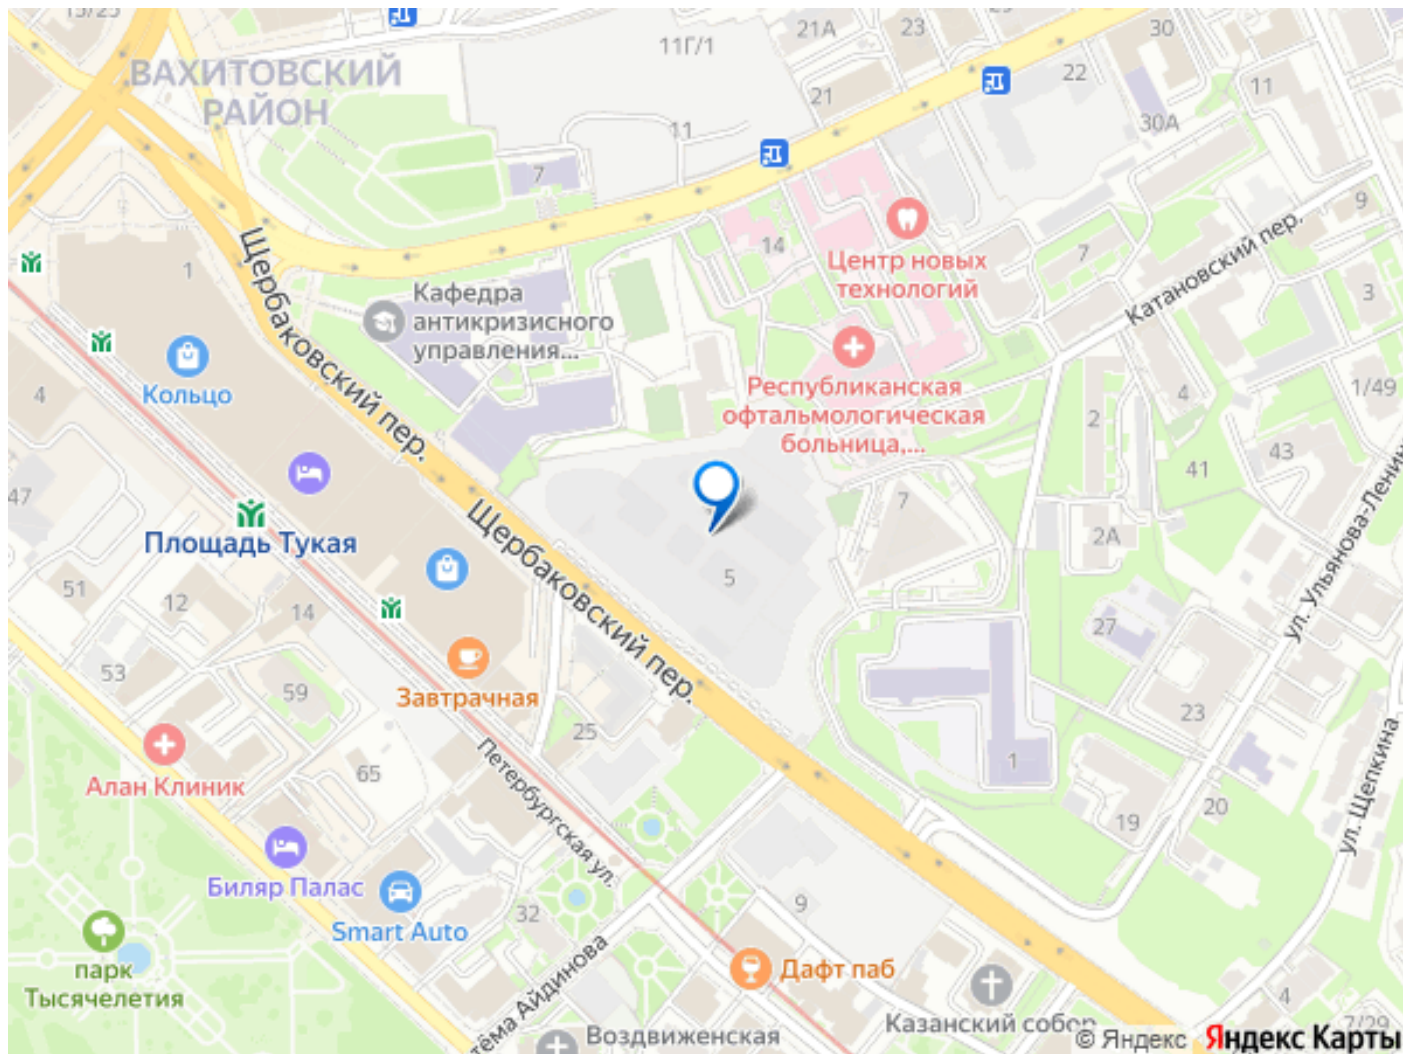 13/25
11Г/1
21А
23
29
30
ВАХИТОВСКИЙ
РАЙОН
22
11
21
11
30А
7
1
14
9
7
Центр новых
технологий
Катановский пер.
3
Щербаковский пер.
Кафедра
антикризисного
управления...
Кольцо
4
Республиканская
офтальмологическая
больница,...
2
4
1/49
43
41
47
7
2А
Щербаковский пер.
Площадь Тукая
5
ул. Ульянова-Ленин
51
12
14
27
53
59
Завтрачная
25
23
Алан Клиник
65
Петербургская ул.
1
ул. Щепкина
20
19
Биляр Палас
Smart Auto
32
9
парк
Тысячелетия
тёма Айдинова
Дафт паб
Казанский собор
4
7/29
Воздвиженская
© Яндекс Яндекс Карты